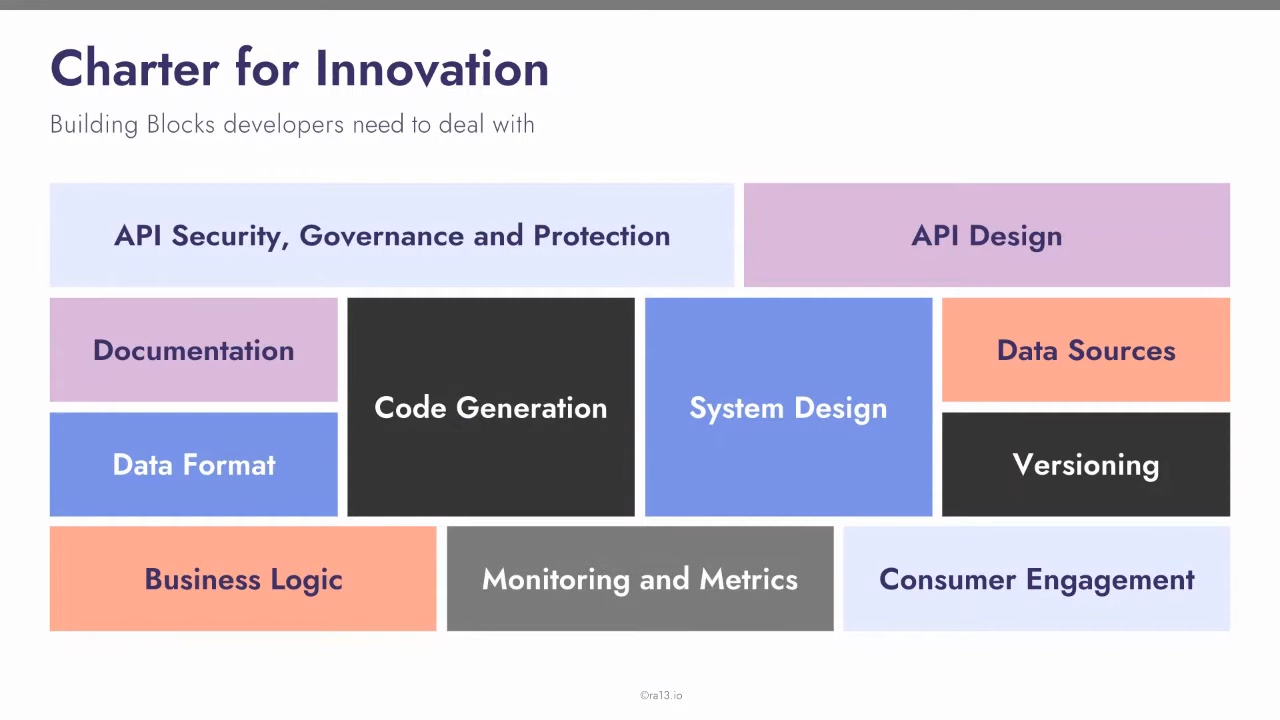 Charter for Innovation
Building Blocks developers need to deal with
API Security, Governance and Protection
API Design
Documentation
Code Generation
System Design
Data Sources
Data Format
Versioning
Business Logic
Monitoring and Metrics
Consumer Engagement
©ra13.io